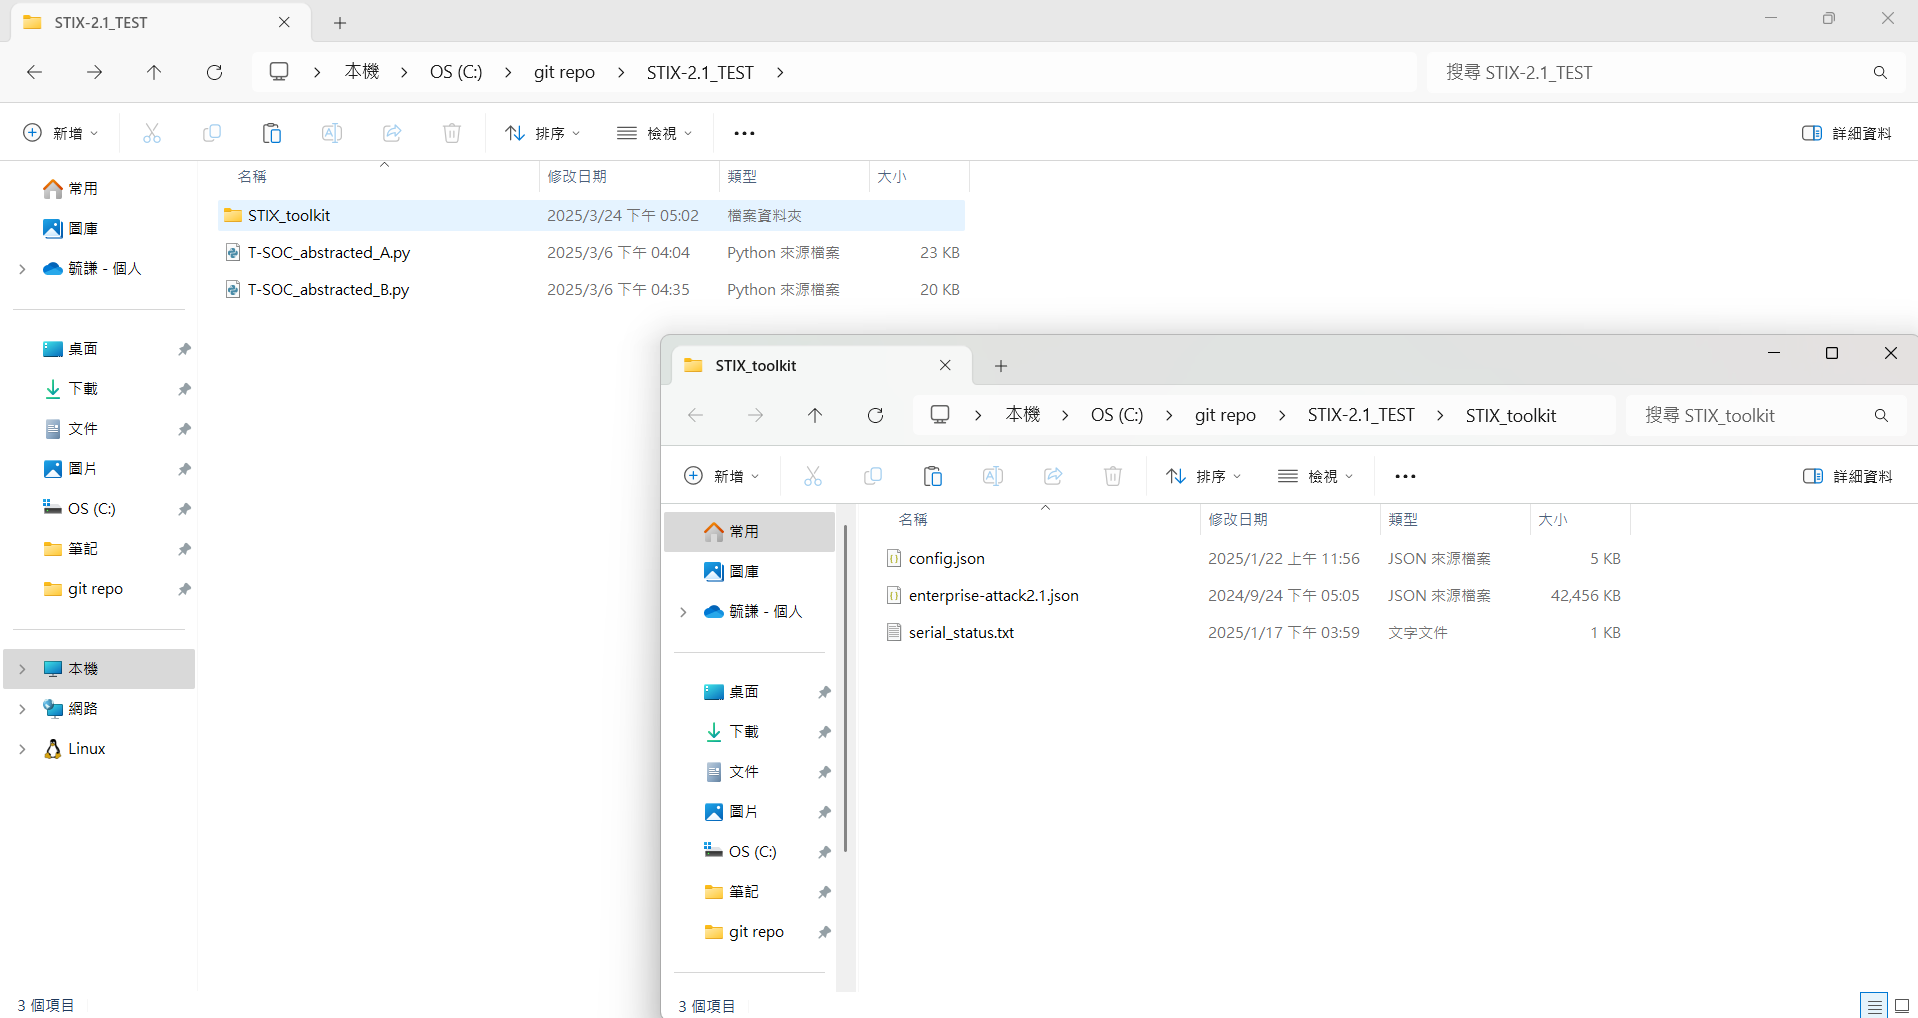 STIX-2.1_TEST
本機 OS (C:) git repo STIX-2.1_TEST
搜尋 STIX-2.1_TEST
新增 排序 檢視 詳細資料
常用
圖庫
毓謙 - 個人
桌面
下載
文件
圖片
OS (C:)
筆記
git repo
本機
網路
Linux
名稱 修改日期 類型 大小
STIX_toolkit 2025/3/24 下午 05:02 檔案資料夾
T-SOC_abstracted_A.py 2025/3/6 下午 04:04 Python 來源檔案 23 KB
T-SOC_abstracted_B.py 2025/3/6 下午 04:35 Python 來源檔案 20 KB
3 個項目
STIX_toolkit
本機 OS (C:) git repo STIX-2.1_TEST STIX_toolkit
搜尋 STIX_toolkit
新增 排序 檢視 詳細資料
常用
圖庫
毓謙 - 個人
桌面
下載
文件
圖片
OS (C:)
筆記
git repo
名稱 修改日期 類型 大小
config.json 2025/1/22 上午 11:56 JSON 來源檔案 5 KB
enterprise-attack2.1.json 2024/9/24 下午 05:05 JSON 來源檔案 42,456 KB
serial_status.txt 2025/1/17 下午 03:59 文字文件 1 KB
3 個項目